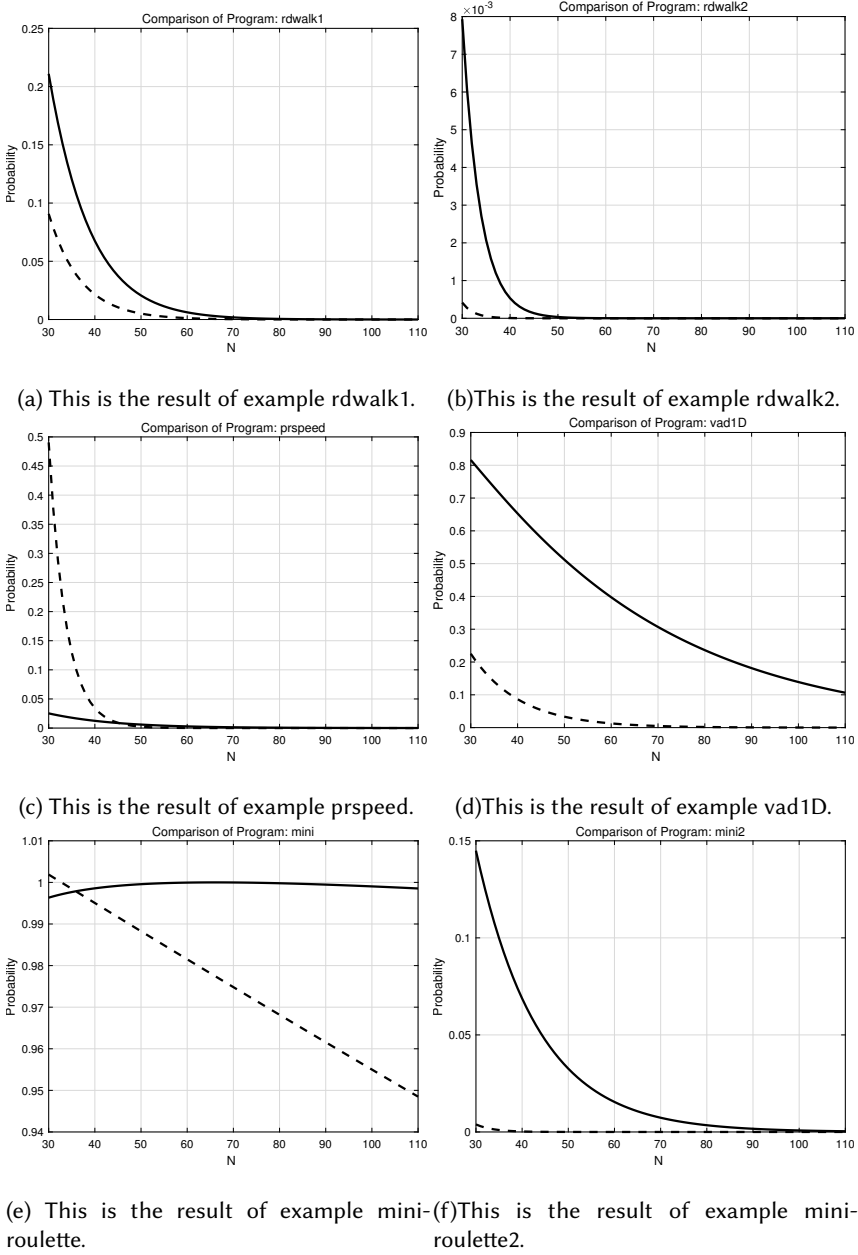 Comparison of Program: rdwalk1
0.25
0.2
0.15
0.1
0.05
0
Probability
30 40 50 60 70 80 90 100 110
N
(a) This is the result of example rdwalk1.
×10⁻³
Comparison of Program: rdwalk2
8
7
6
5
4
3
2
1
0
Probability
30 40 50 60 70 80 90 100 110
N
(b)This is the result of example rdwalk2.
Comparison of Program: prspeed
0.5
0.45
0.4
0.35
0.3
0.25
0.2
0.15
0.1
0.05
0
Probability
30 40 50 60 70 80 90 100 110
N
(c) This is the result of example prspeed.
Comparison of Program: vad1D
0.9
0.8
0.7
0.6
0.5
0.4
0.3
0.2
0.1
0
Probability
30 40 50 60 70 80 90 100 110
N
(d)This is the result of example vad1D.
Comparison of Program: mini
1.01
1
0.99
0.98
0.97
0.96
0.95
0.94
Probability
30 40 50 60 70 80 90 100 110
N
(e) This is the result of example mini-
roulette.
Comparison of Program: mini2
0.15
0.1
0.05
0
Probability
30 40 50 60 70 80 90 100 110
N
(f)This is the result of example mini-
roulette2.